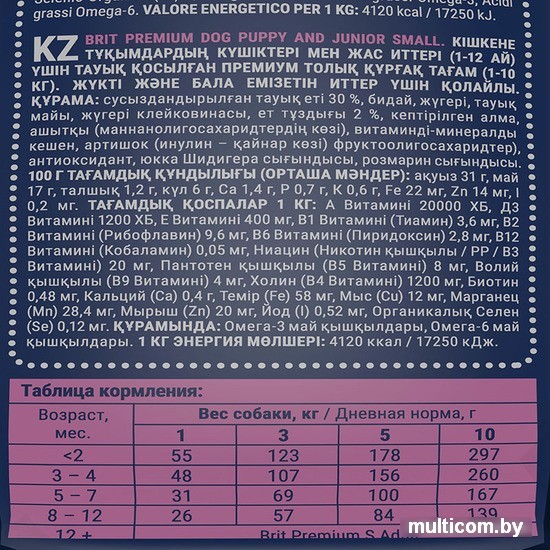 grassi Omega-6. VALORE ENERGETICO PER 1 KG: 4120 kcal / 17250 kJ.
KZ BRIT PREMIUM DOG PUPPY AND JUNIOR SMALL. КІШКЕНЕ
ТҰҚЫМДАРДЫҢ КҮШІКТЕРІ МЕН ЖАС ИТТЕРІ (1-12 АЙ)
ҮШІН ТАУЫҚ ҚОСЫЛҒАН ПРЕМИУМ ТОЛЫҚ ҚҰРҒАҚ ТАҒАМ (1-10
КГ). ЖҮКТІ ЖӘНЕ БАЛА ЕМІЗЕТІН ИТТЕР ҮШІН ҚОЛАЙЛЫ.
ҚҰРАМА: сусыздандырылған тауық еті 30 %, бидай, жүгері, тауық
майы, жүгері клейковинасы, ет тұздығы 2 %, кептірілген алма,
ашытқы (маннанолигосахаридтердің көзі), витаминді-минералды
кешен, артишок (инулин – қайнар көзі) фруктоолигосахаридтер),
антиоксидант, юкка Шидигера сығындысы, розмарин сығындысы.
100 Г ТАҒАМДЫҚ ҚҰНДЫЛЫҒЫ (ОРТАША МӘНДЕР): ақуыз 31 г, май
17 г, талшық 1,2 г, күл 6 г, Ca 1,4 г, P 0,7 г, К 0,6 г, Fe 22 мг, Zn 14 мг, I
0,2 мг. ТАҒАМДЫҚ ҚОСПАЛАР 1 КГ: А Витамині 20000 ХБ, Д3
Витамині 1200 ХБ, Е Витамині 400 мг, В1 Витамині (Тиамин) 3,6 мг, В2
Витамині (Рибофлавин) 9,6 мг, В6 Витамині (Пиридоксин) 2,8 мг, В12
Витамині (Кобаламин) 0,05 мг, Ниацин (Никотин қышқылы / РР / В3
Витамині) 20 мг, Пантотен қышқылы (В5 Витамині) 8 мг, Волий
қышқылы (В9 Витамині) 4 мг, Холин (В4 Витамині) 1200 мг, Биотин
0,48 мг, Кальций (Ca) 0,4 г, Темір (Fe) 58 мг, Мыс (Cu) 12 мг, Марганец
(Mn) 28,4 мг, Мырыш (Zn) 20 мг, Йод (I) 0,52 мг, Органикалық Селен
(Se) 0,12 мг. ҚҰРАМЫНДА: Омега-3 май қышқылдары, Омега-6 май
қышқылдары. 1 КГ ЭНЕРГИЯ МӨЛШЕРІ: 4120 ккал / 17250 кДж.
Таблица кормления:
Возраст, мес. Вес собаки, кг / Дневная норма, г
1 3 5 10
<2 55 123 178 297
3 – 4 48 107 156 260
5 – 7 31 69 100 167
8 – 12 26 57 84 139
12 + Brit Premium S Adult
multicom.by